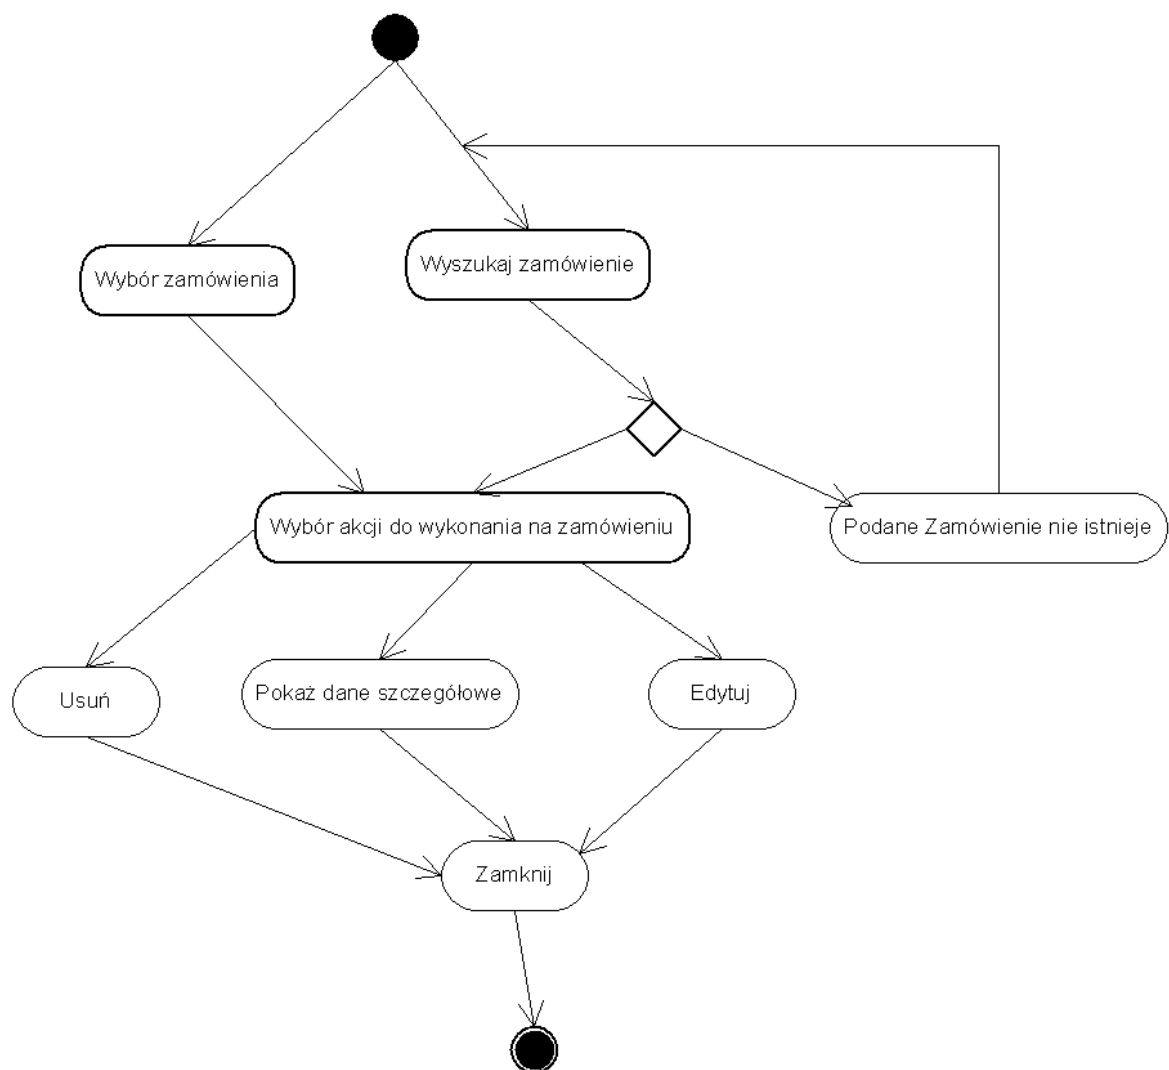 Wybór zamówienia
Wyszukaj zamówienie
Wybór akcji do wykonania na zamówieniu
Podane Zamówienie nie istnieje
Usuń
Pokaż dane szczegółowe
Edytuj
Zamknij